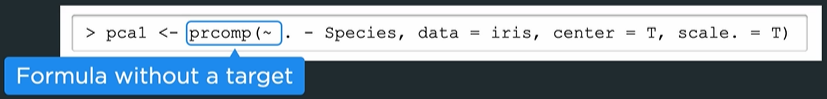 > pca1 <- prcomp(~ . - Species, data = iris, center = T, scale. = T)
Formula without a target